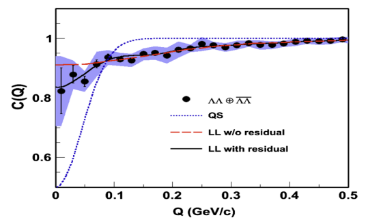 1
0.8
0.6
C(Q)
ΛΛ ⊕ Λ̅Λ̅
QS
LL w/o residual
LL with residual
0 0.1 0.2 0.3 0.4 0.5
Q (GeV/c)